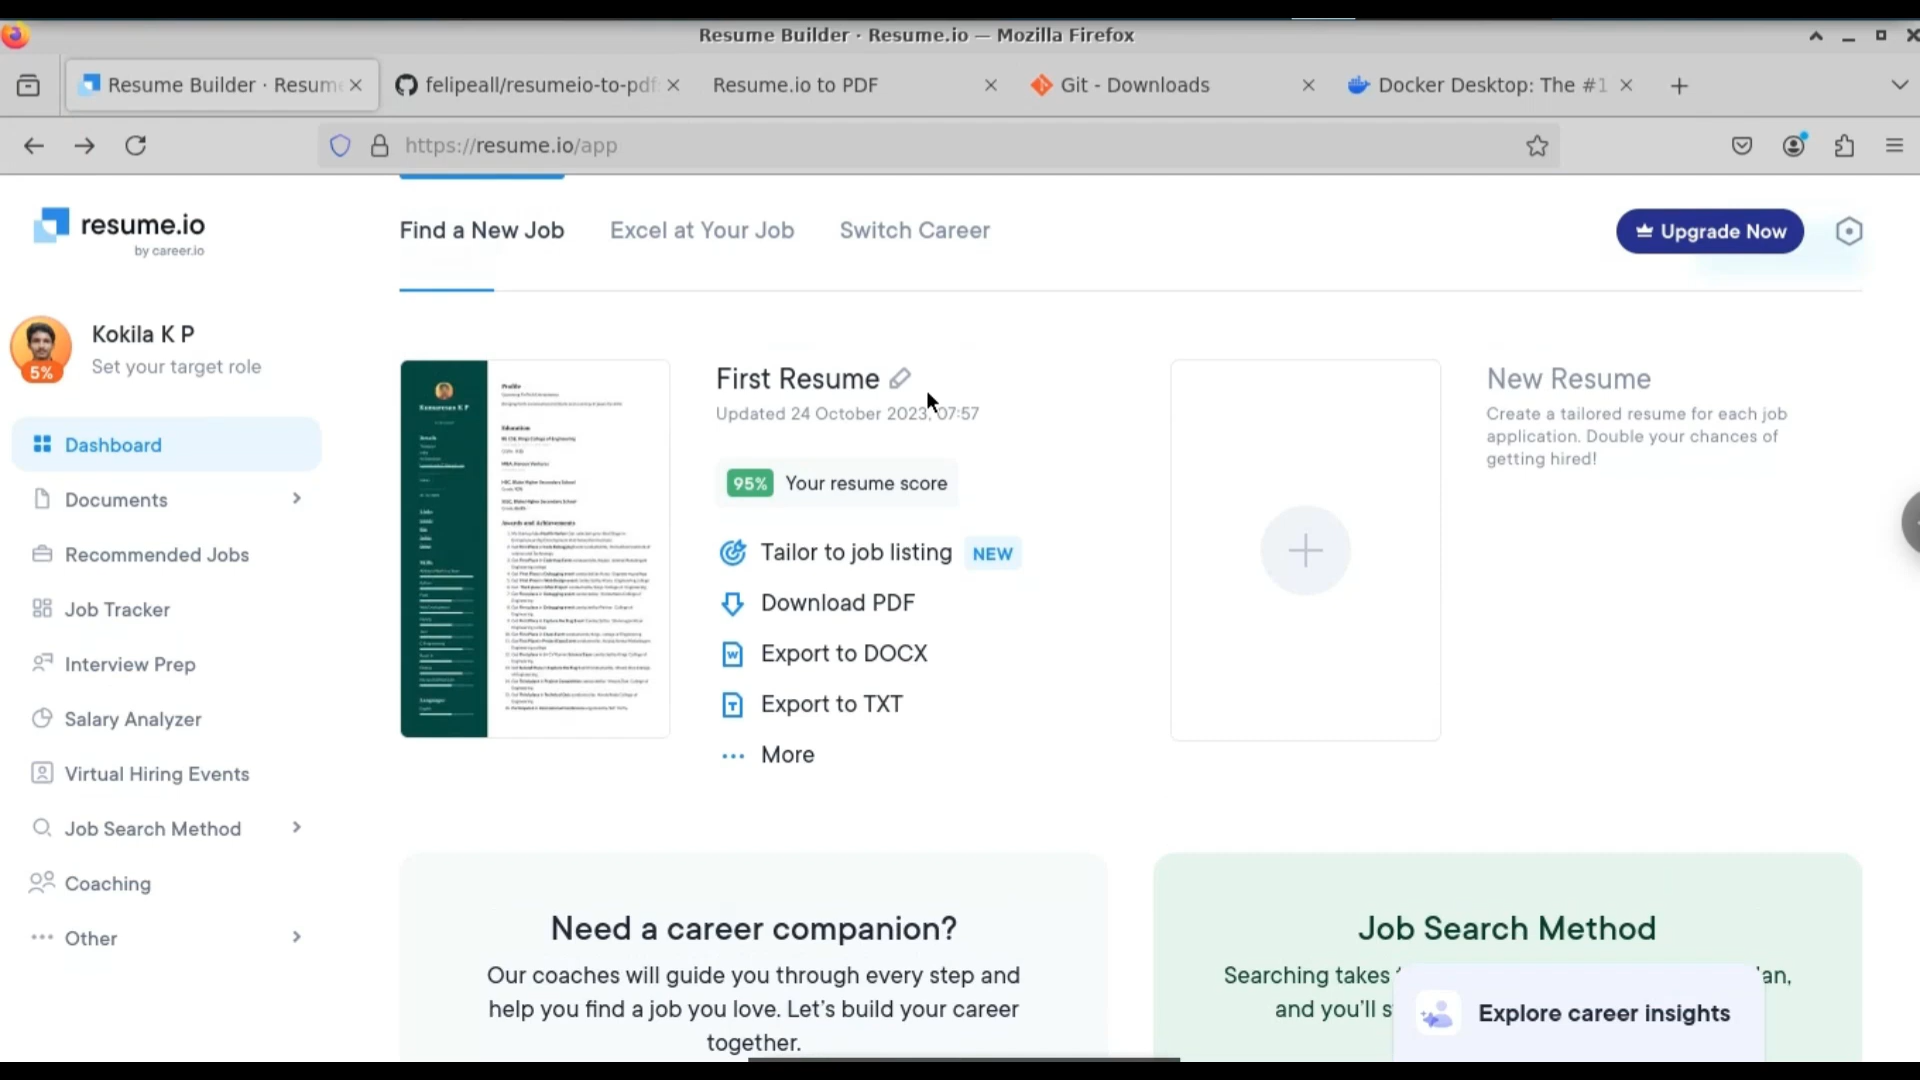 Resume Builder · Resume.io — Mozilla Firefox
Resume Builder · Resume
felipeall/resumeio-to-pdf:
Resume.io to PDF
Git - Downloads
Docker Desktop: The #1
https://resume.io/app
resume.io
by career.io
Find a New Job
Excel at Your Job
Switch Career
Upgrade Now
Kokila K P
Set your target role
5%
Dashboard
Documents
Recommended Jobs
Job Tracker
Interview Prep
Salary Analyzer
Virtual Hiring Events
Job Search Method
Coaching
Other
Kumaresan K P
Profile
Education
Awards and Achievements
First Resume
Updated 24 October 2023, 07:57
95% Your resume score
Tailor to job listing NEW
Download PDF
Export to DOCX
Export to TXT
More
New Resume
Create a tailored resume for each job
application. Double your chances of
getting hired!
Need a career companion?
Our coaches will guide you through every step and
help you find a job you love. Let's build your career
together.
Job Search Method
Searching takes
an,
and you'll s
Explore career insights